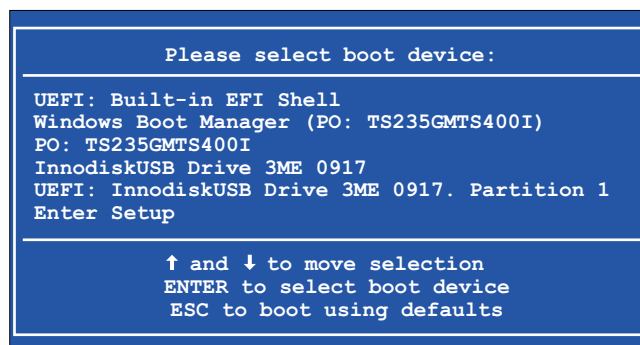 Please select boot device:
UEFI: Built-in EFI Shell
Windows Boot Manager (PO: TS235GMTS400I)
PO: TS235GMTS400I
InnodiskUSB Drive 3ME 0917
UEFI: InnodiskUSB Drive 3ME 0917. Partition 1
Enter Setup
↑ and ↓ to move selection
ENTER to select boot device
ESC to boot using defaults